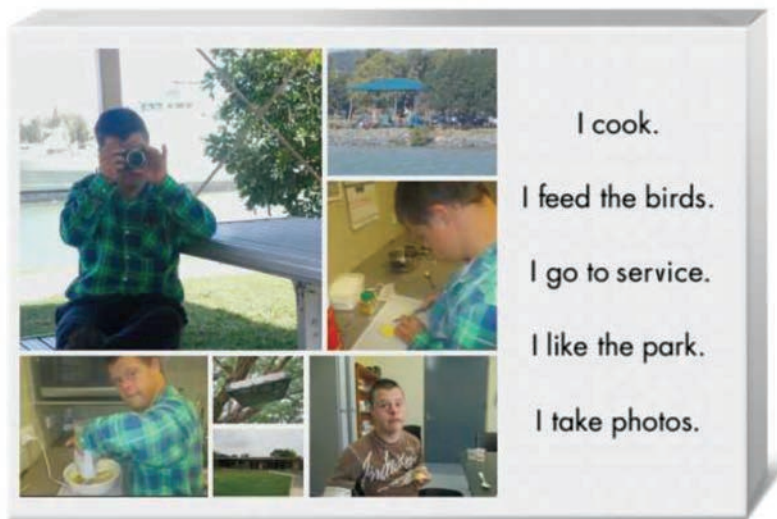 I cook.
I feed the birds.
I go to service.
I like the park.
I take photos.